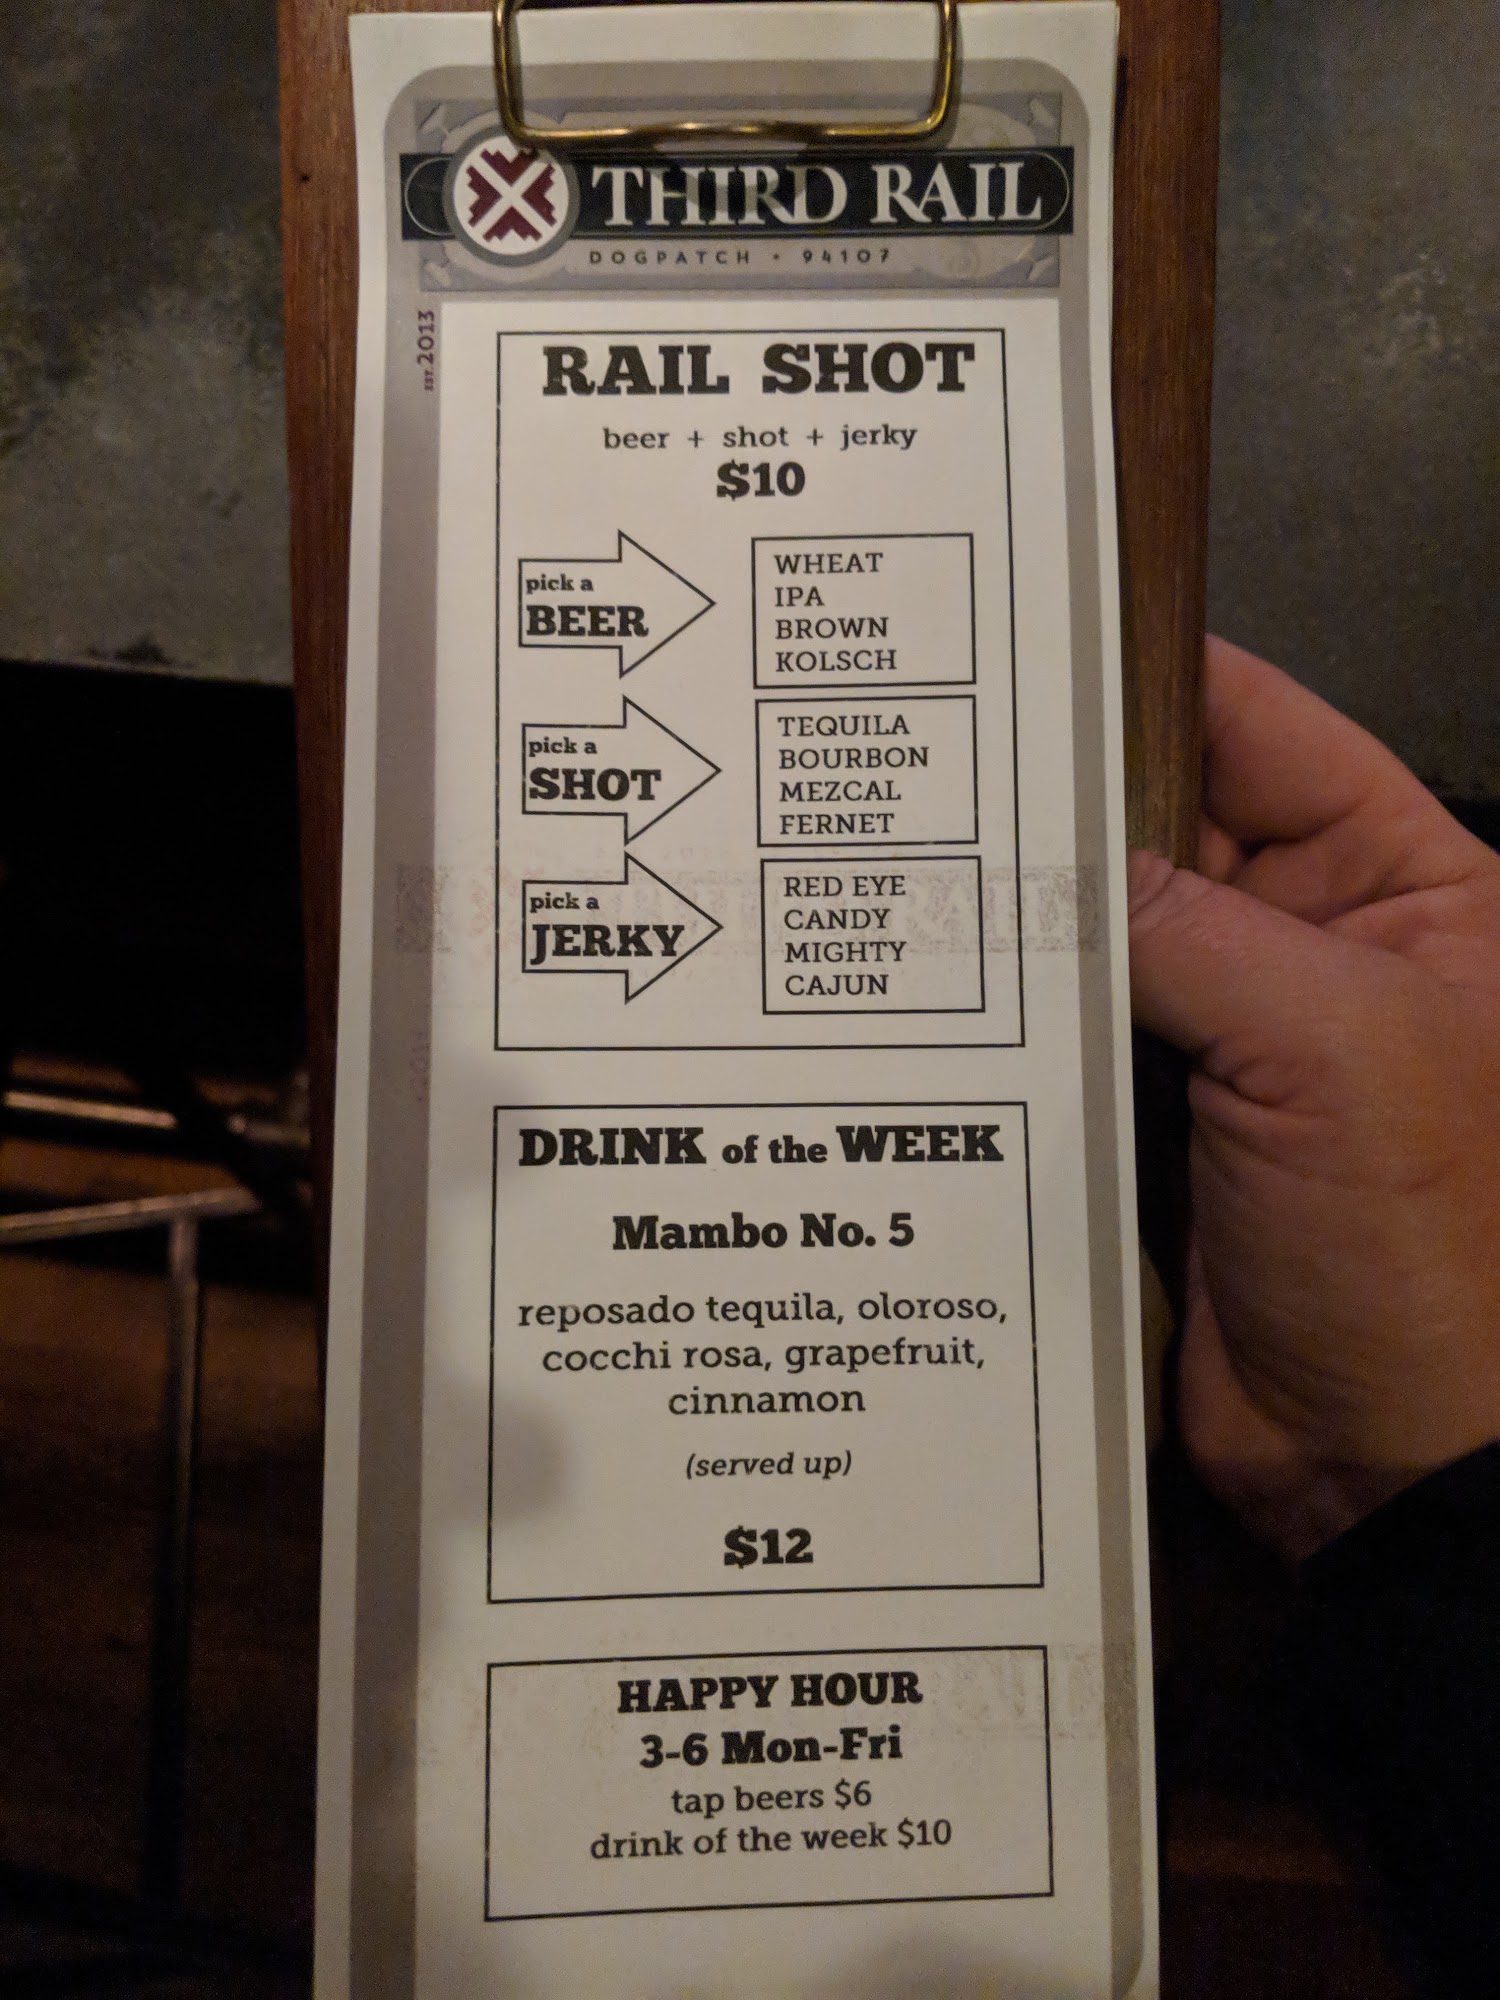 THIRD RAIL
DOGPATCH • 94107
EST. 2013
RAIL SHOT
beer + shot + jerky
$10
pick a
BEER
WHEAT
IPA
BROWN
KOLSCH
pick a
SHOT
TEQUILA
BOURBON
MEZCAL
FERNET
pick a
JERKY
RED EYE
CANDY
MIGHTY
CAJUN
DRINK of the WEEK
Mambo No. 5
reposado tequila, oloroso,
cocchi rosa, grapefruit,
cinnamon
(served up)
$12
HAPPY HOUR
3-6 Mon-Fri
tap beers $6
drink of the week $10